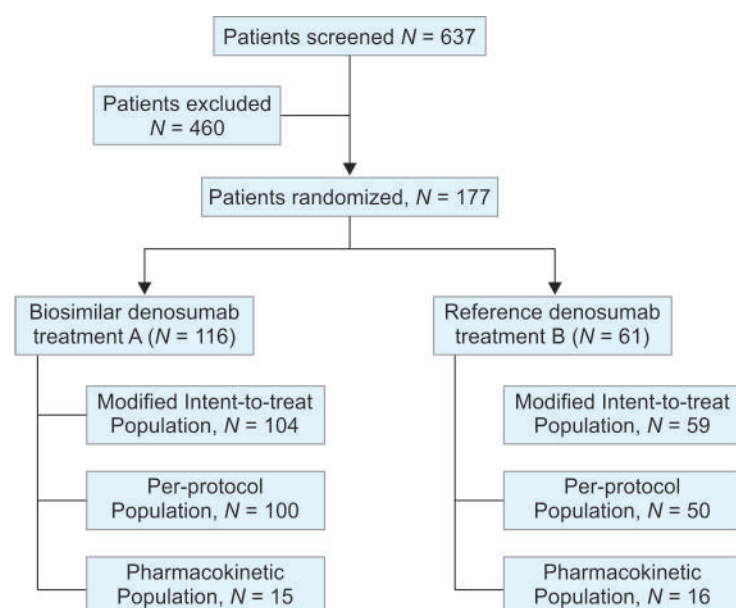 Patients screened N = 637
Patients excluded
N = 460
Patients randomized, N = 177
Biosimilar denosumab
treatment A (N = 116)
Modified Intent-to-treat
Population, N = 104
Per-protocol
Population, N = 100
Pharmacokinetic
Population, N = 15
Reference denosumab
treatment B (N = 61)
Modified Intent-to-treat
Population, N = 59
Per-protocol
Population, N = 50
Pharmacokinetic
Population, N = 16